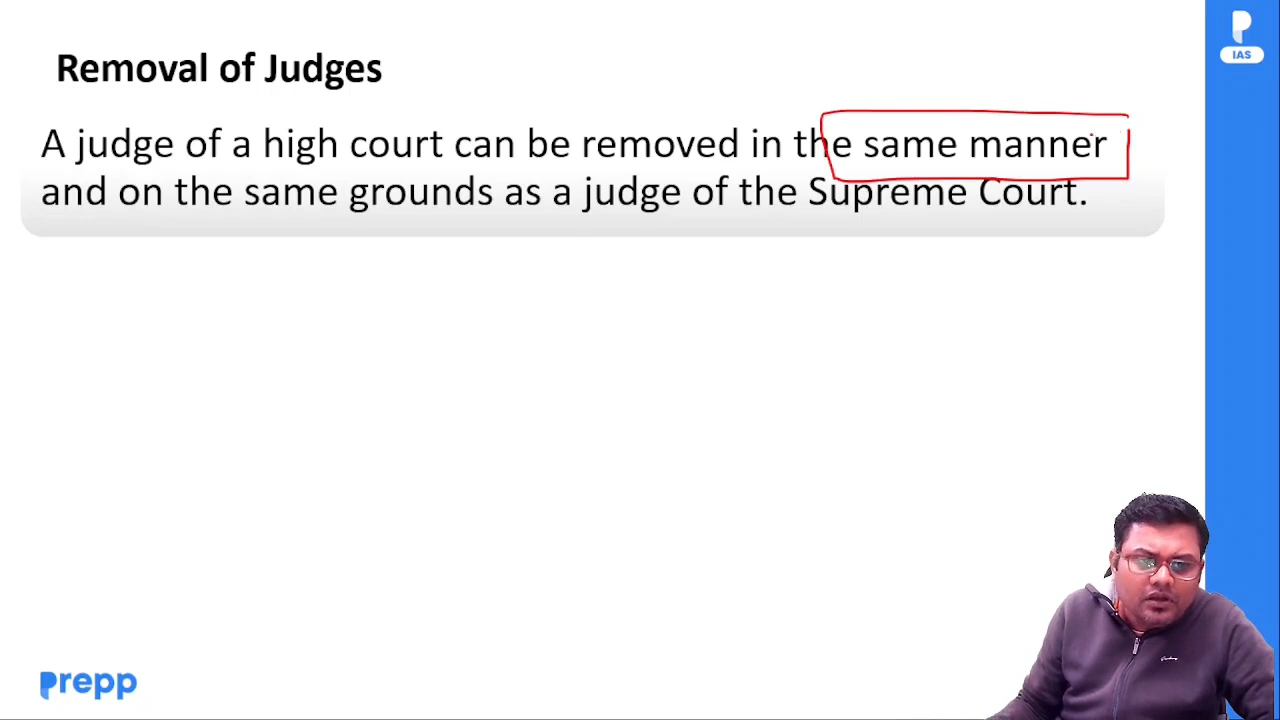 IAS
Removal of Judges
A judge of a high court can be removed in the same manner
and on the same grounds as a judge of the Supreme Court.
prepp